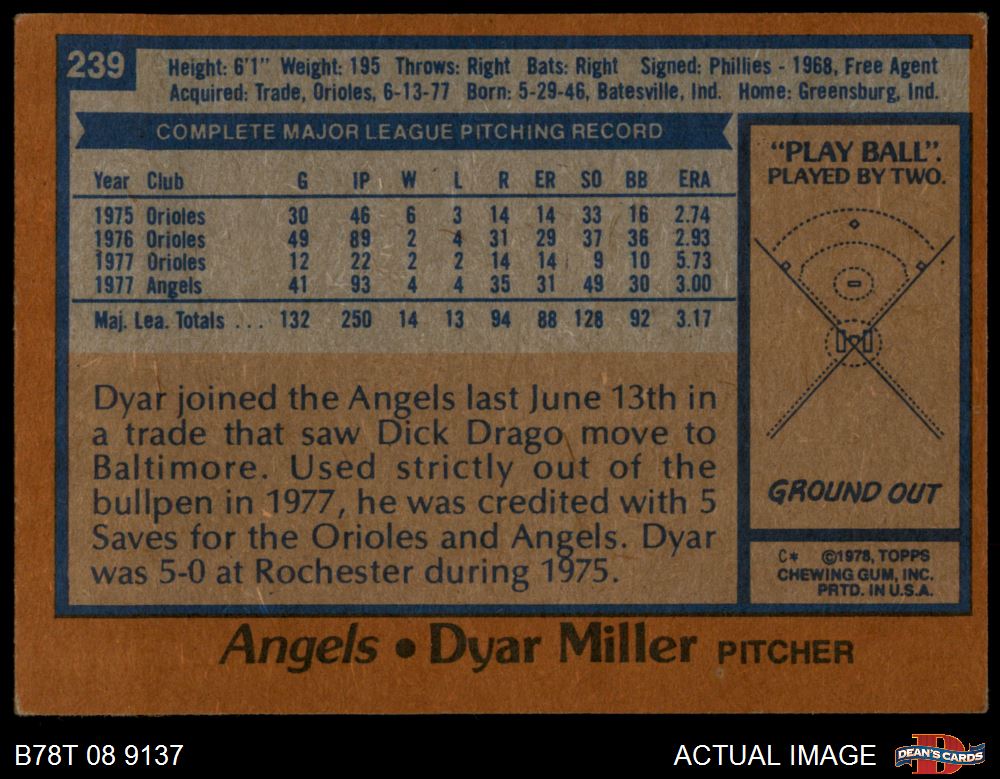 239
Height: 6'1" Weight: 195 Throws: Right Bats: Right Signed: Phillies - 1968, Free Agent
Acquired: Trade, Orioles, 6-13-77 Born: 5-29-46, Batesville, Ind. Home: Greensburg, Ind.
COMPLETE MAJOR LEAGUE PITCHING RECORD
Year Club G IP W L R ER SO BB ERA
1975 Orioles 30 46 6 3 14 14 33 16 2.74
1976 Orioles 49 89 2 4 31 29 37 36 2.93
1977 Orioles 12 22 2 2 14 14 9 10 5.73
1977 Angels 41 93 4 4 35 31 49 30 3.00
Maj. Lea. Totals ... 132 250 14 13 94 88 128 92 3.17
Dyar joined the Angels last June 13th in
a trade that saw Dick Drago move to
Baltimore. Used strictly out of the
bullpen in 1977, he was credited with 5
Saves for the Orioles and Angels. Dyar
was 5-0 at Rochester during 1975.
"PLAY BALL".
PLAYED BY TWO.
GROUND OUT
C* ©1978, TOPPS
CHEWING GUM, INC.
PRTD. IN U.S.A.
Angels • Dyar Miller PITCHER
B78T 08 9137
ACTUAL IMAGE
DEAN'S CARDS